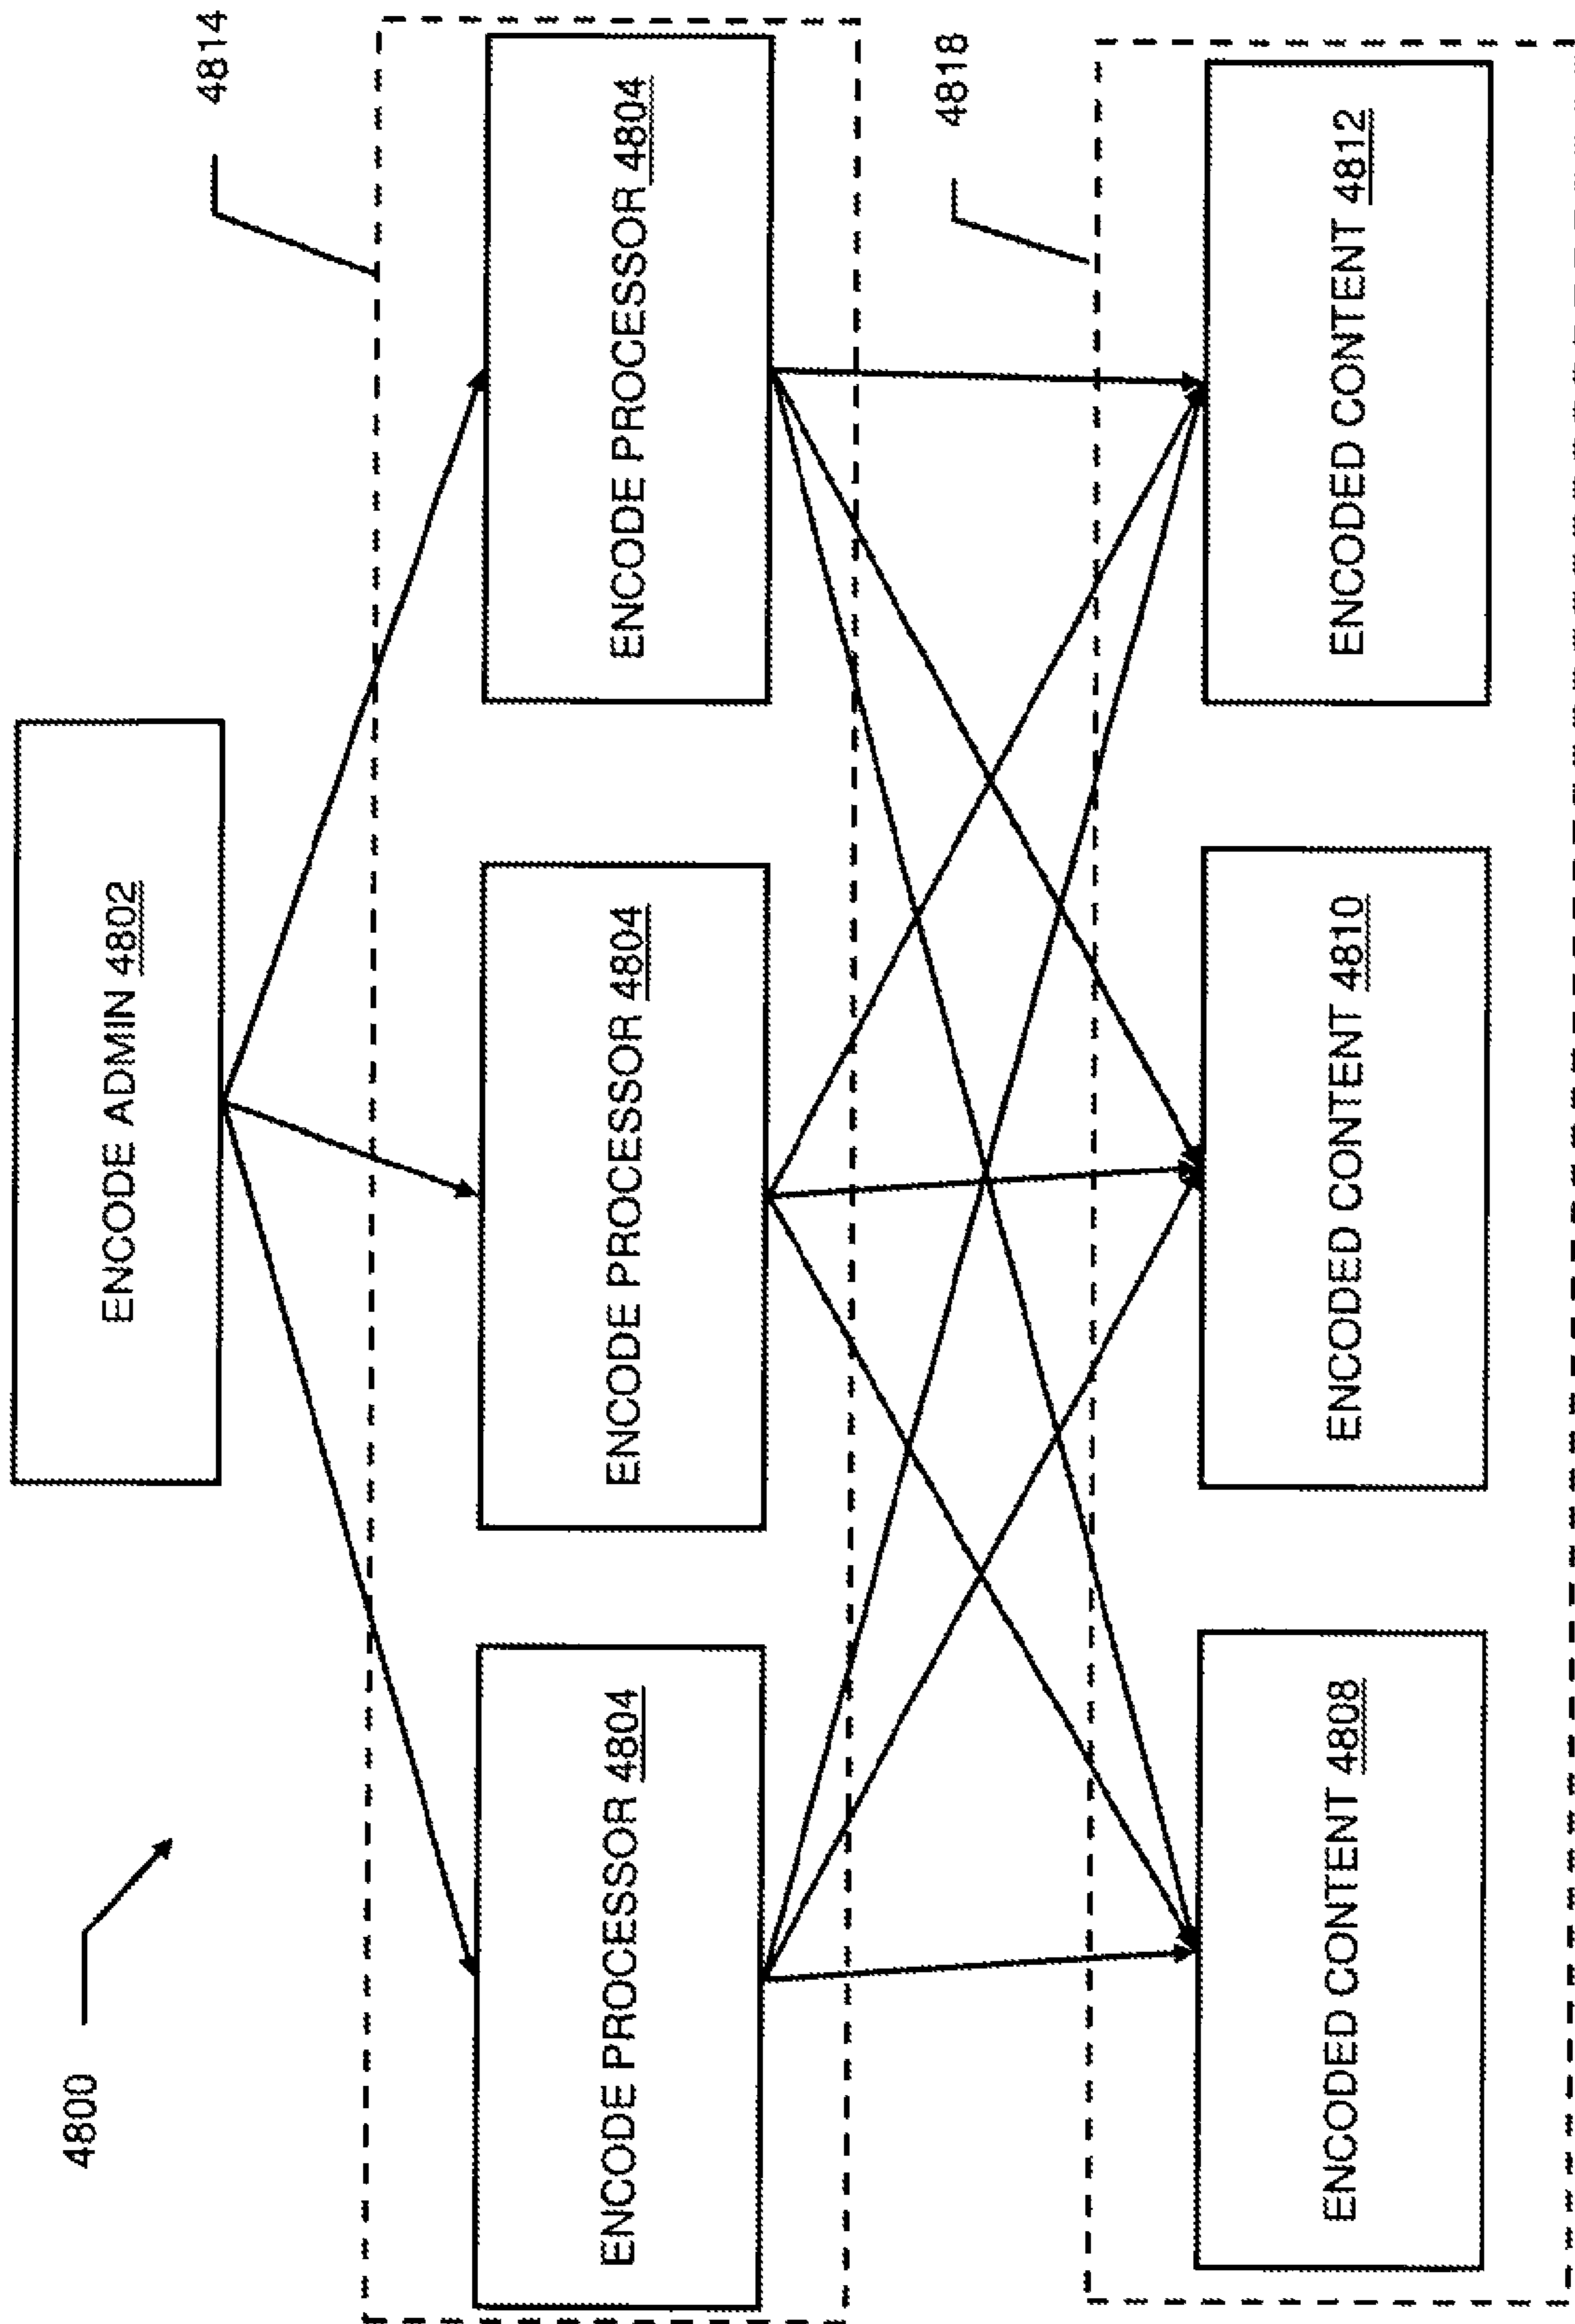 4800
ENCODE ADMIN 4802
4814
ENCODE PROCESSOR 4804
ENCODE PROCESSOR 4804
ENCODE PROCESSOR 4804
4818
ENCODED CONTENT 4808
ENCODED CONTENT 4810
ENCODED CONTENT 4812